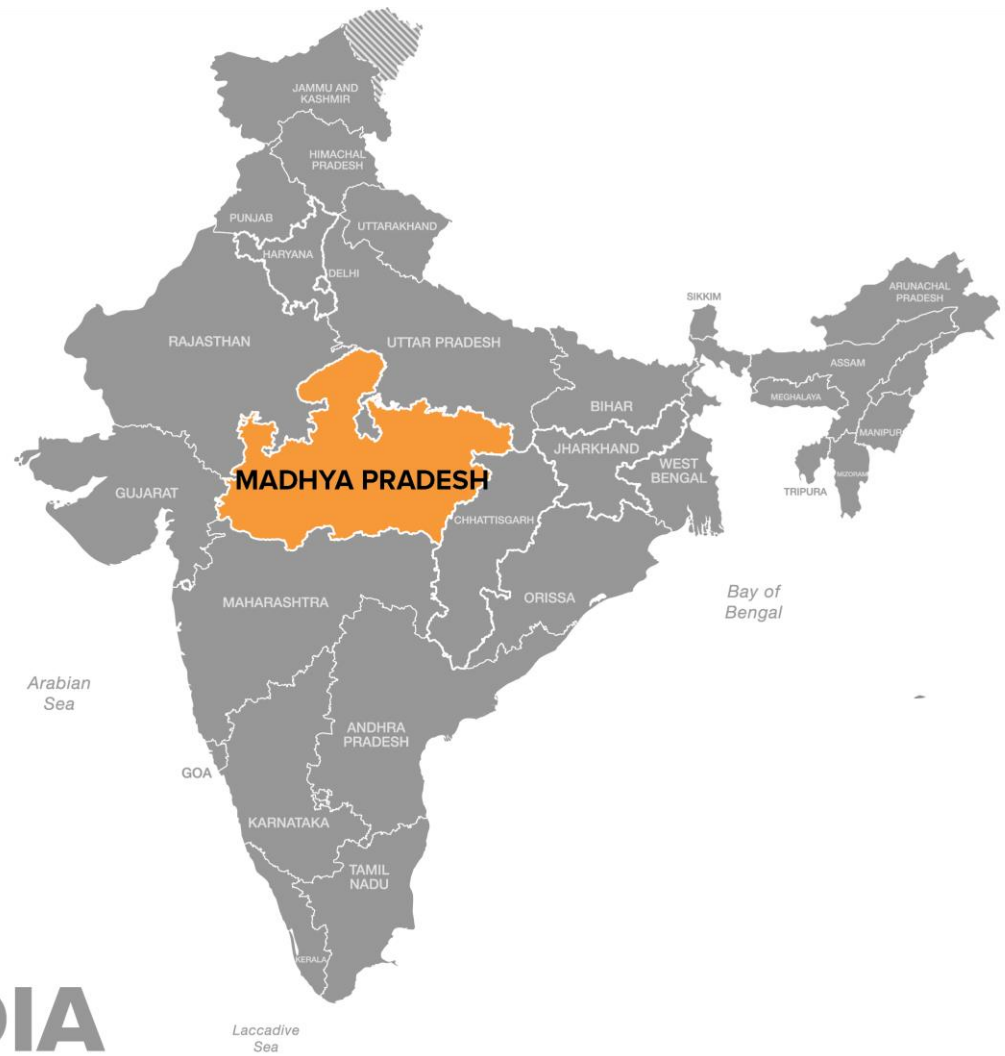 JAMMU AND
KASHMIR
HIMACHAL
PRADESH
PUNJAB
UTTARAKHAND
HARYANA
DELHI
ARUNACHAL
PRADESH
SIKKIM
RAJASTHAN
UTTAR PRADESH
ASSAM
MEGHALAYA
BIHAR
MANIPUR
JHARKHAND
WEST
BENGAL
MIZORAM
TRIPURA
MADHYA PRADESH
GUJARAT
CHHATTISGARH
MAHARASHTRA
ORISSA
Bay of
Bengal
Arabian
Sea
ANDHRA
PRADESH
GOA
KARNATAKA
TAMIL
NADU
KERALA
DIA
Laccadive
Sea